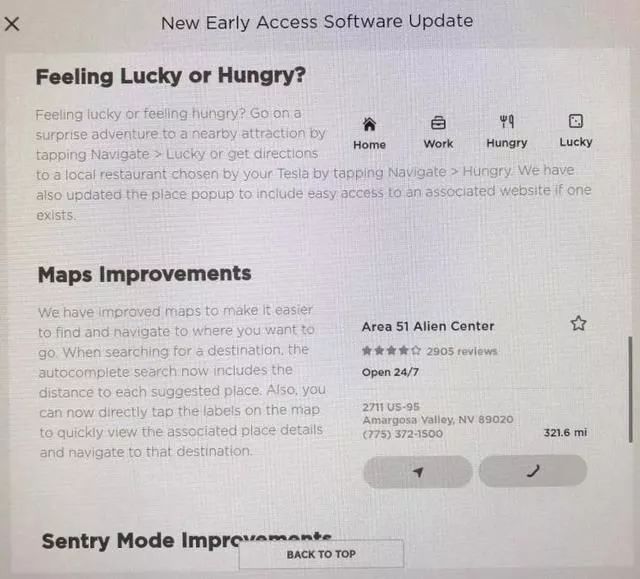 New Early Access Software Update
Feeling Lucky or Hungry?
Feeling lucky or feeling hungry? Go on a
surprise adventure to a nearby attraction by
tapping Navigate > Lucky or get directions
to a local restaurant chosen by your Tesla by tapping Navigate > Hungry. We have
also updated the place popup to include easy access to an associated website if one
exists.
Home Work Hungry Lucky
Maps Improvements
We have improved maps to make it easier
to find and navigate to where you want to
go. When searching for a destination, the
autocomplete search now includes the
distance to each suggested place. Also, you
can now directly tap the labels on the map
to quickly view the associated place details
and navigate to that destination.
Area 51 Alien Center
2905 reviews
Open 24/7
2711 US-95
Amargosa Valley, NV 89020
(775) 372-1500 321.6 mi
Sentry Mode Improvements
BACK TO TOP